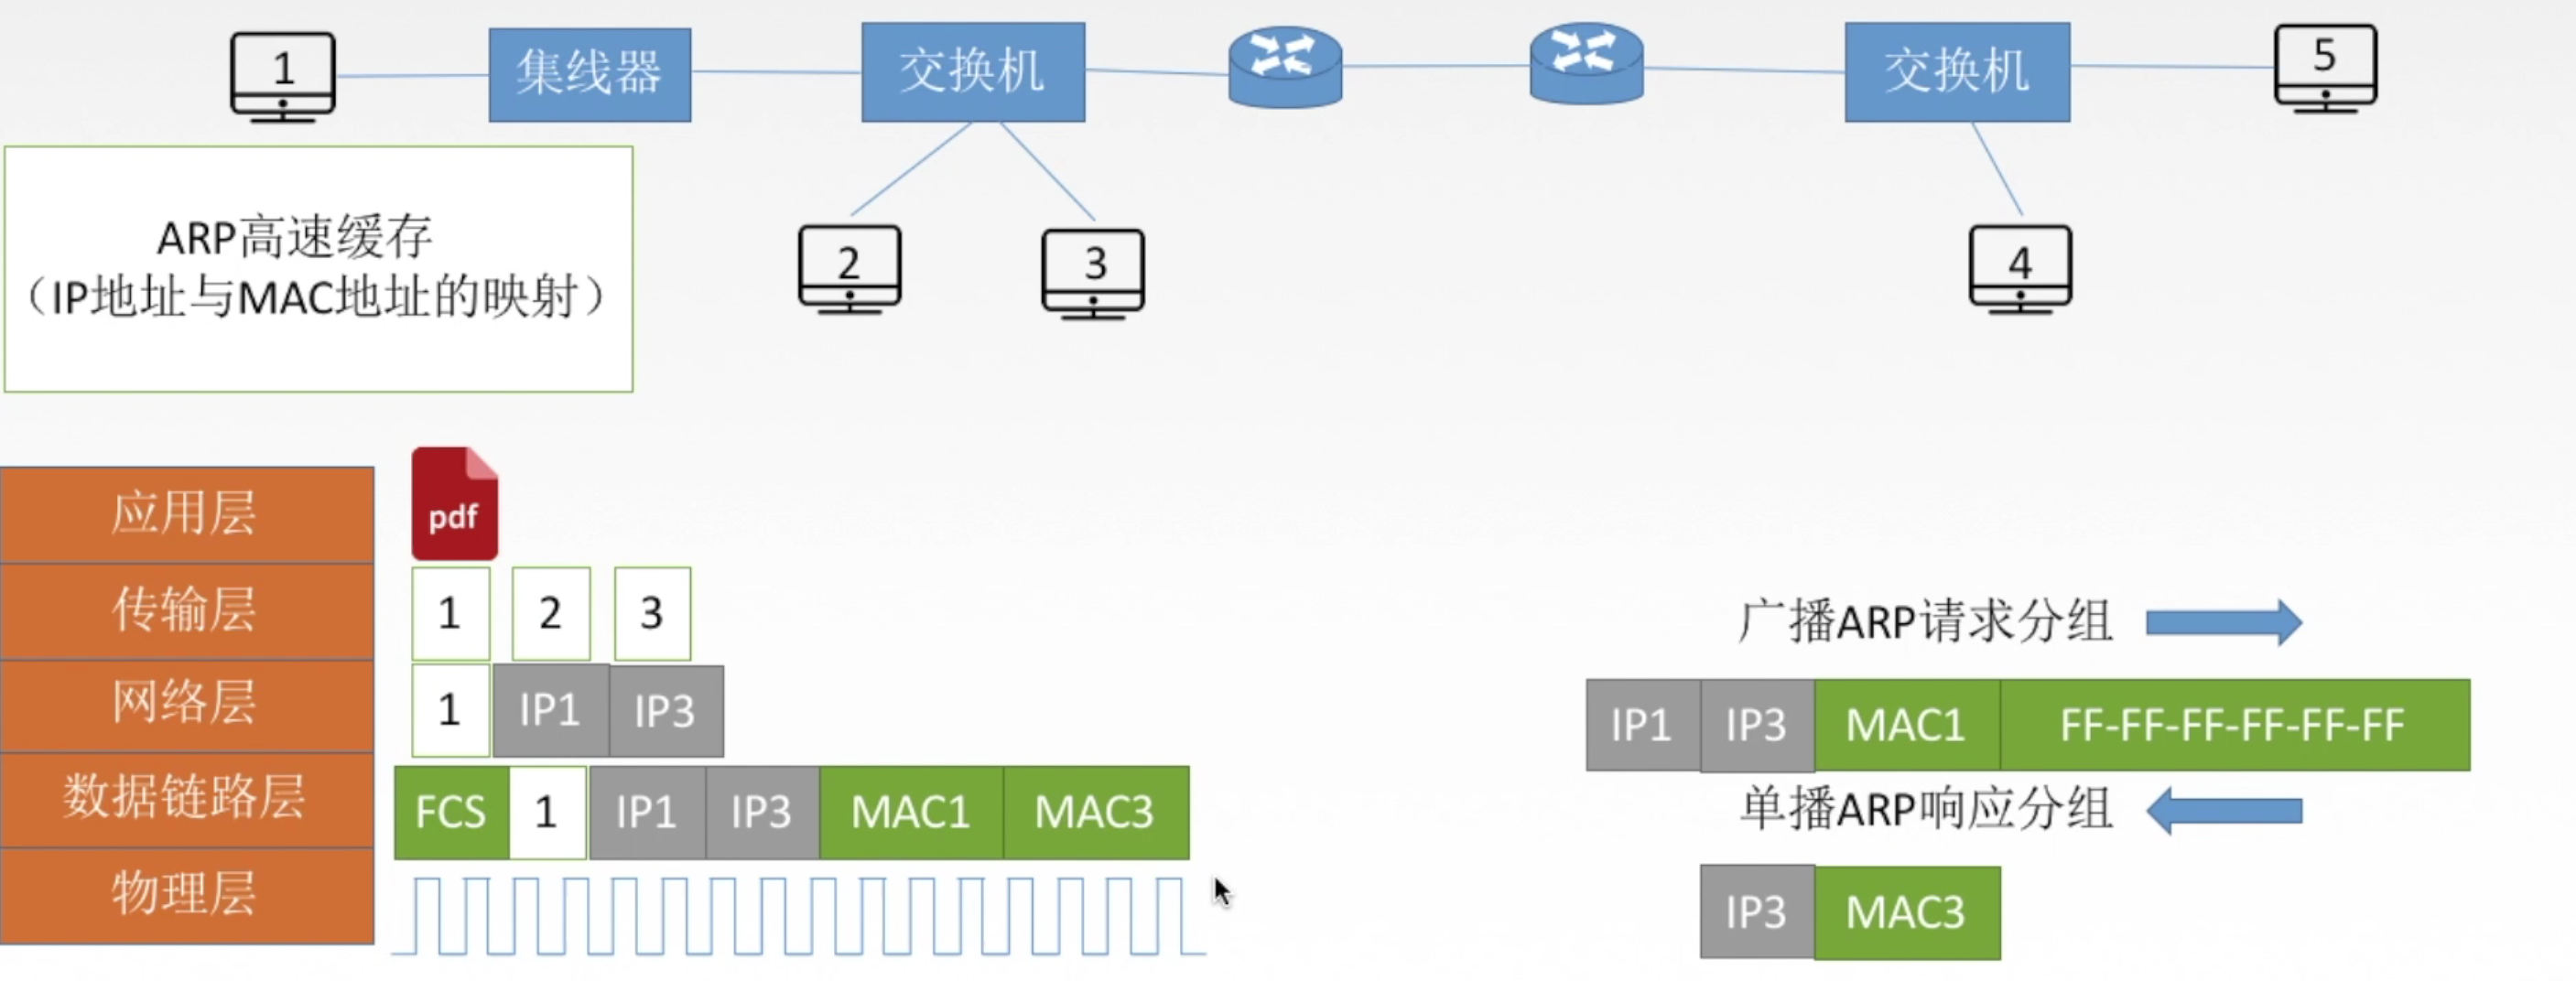 1
集线器
交换机
交换机
5
ARP高速缓存
（IP地址与MAC地址的映射）
2
3
4
应用层
pdf
传输层
1
2
3
网络层
1
IP1
IP3
数据链路层
FCS
1
IP1
IP3
MAC1
MAC3
物理层
广播ARP请求分组
IP1
IP3
MAC1
FF-FF-FF-FF-FF-FF
单播ARP响应分组
IP3
MAC3